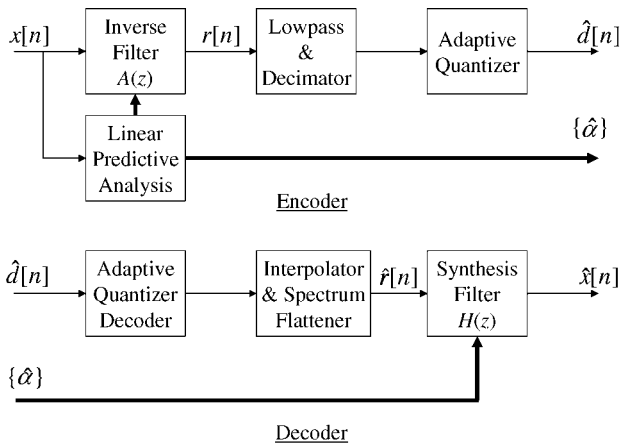 x[n]
Inverse
Filter
A(z)
r[n]
Lowpass
&
Decimator
Adaptive
Quantizer
d̂[n]
Linear
Predictive
Analysis
{α̂}
Encoder
d̂[n]
Adaptive
Quantizer
Decoder
Interpolator
& Spectrum
Flattener
r̂[n]
Synthesis
Filter
H(z)
x̂[n]
{α̂}
Decoder